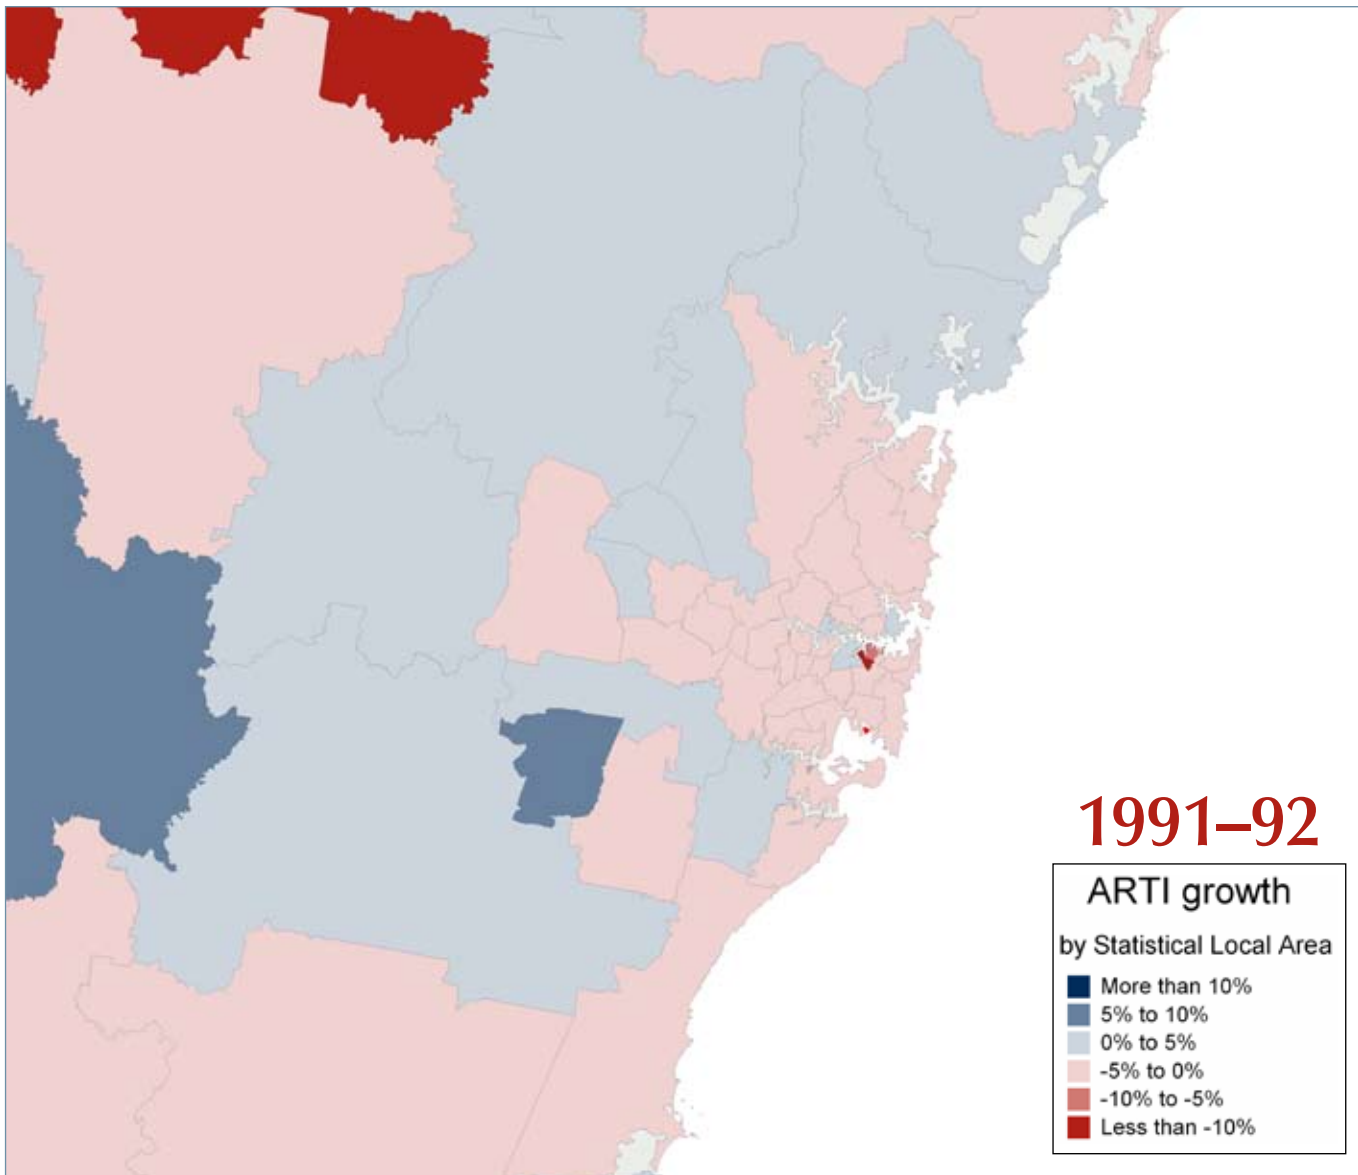 1991–92
ARTI growth
by Statistical Local Area
More than 10%
5% to 10%
0% to 5%
-5% to 0%
-10% to -5%
Less than -10%